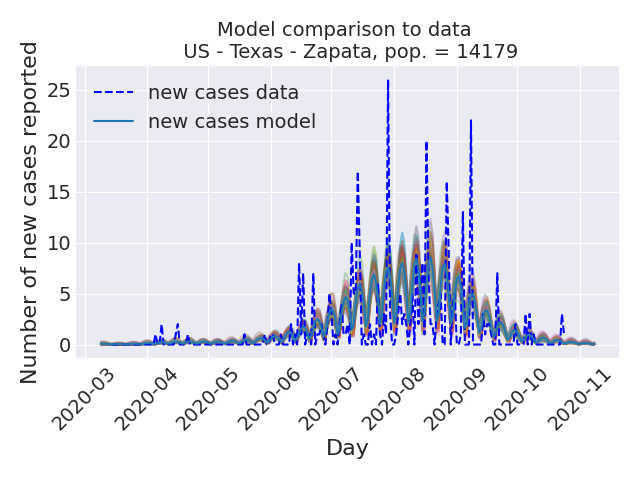 Model comparison to data
US - Texas - Zapata, pop. = 14179
Number of new cases reported
25
20
15
10
5
0
new cases data
new cases model
2020-03
2020-04
2020-05
2020-06
2020-07
2020-08
2020-09
2020-10
2020-11
Day